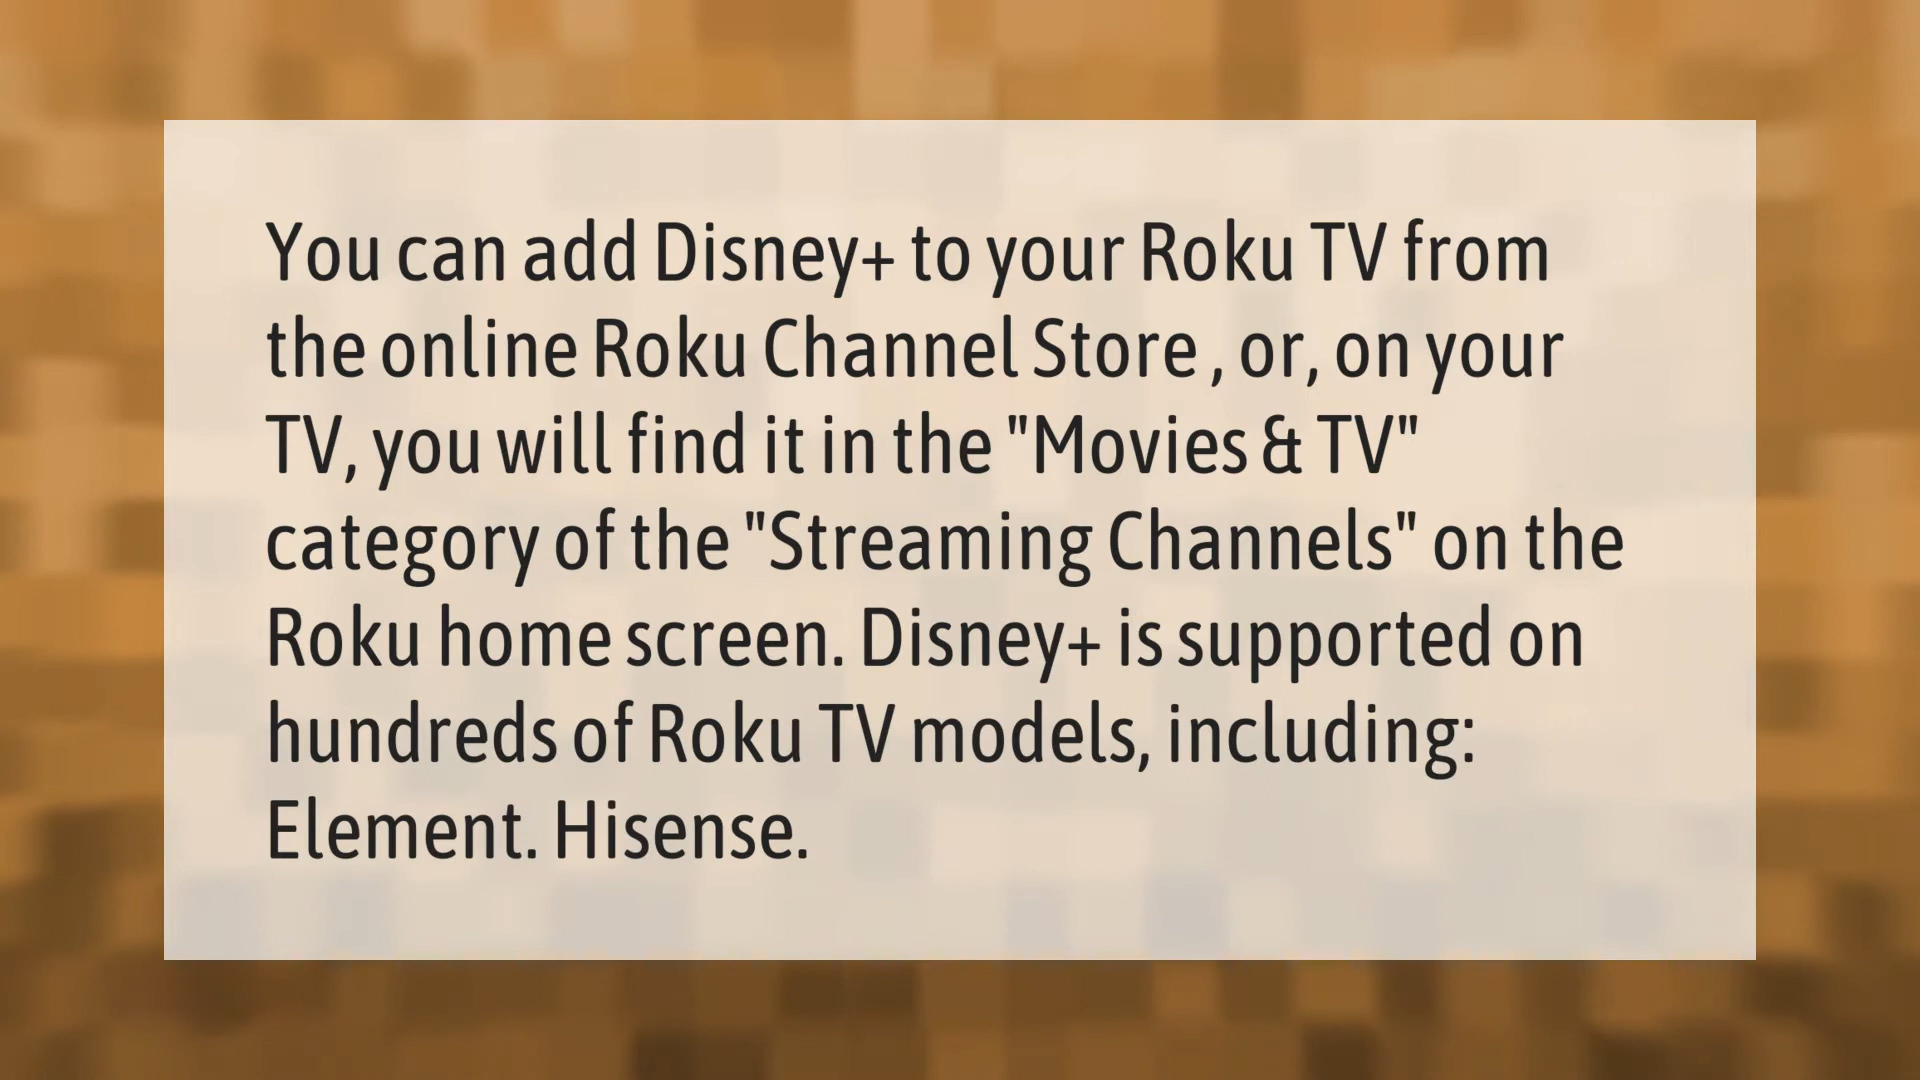 You can add Disney+ to your Roku TV from
the online Roku Channel Store , or, on your
TV, you will find it in the "Movies & TV"
category of the "Streaming Channels" on the
Roku home screen. Disney+ is supported on
hundreds of Roku TV models, including:
Element. Hisense.